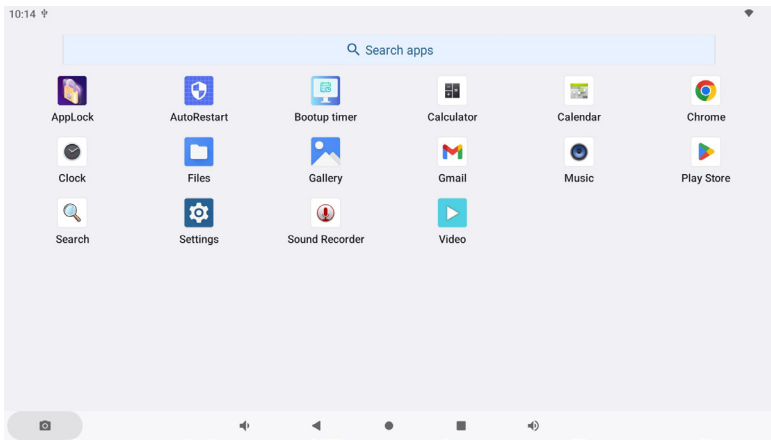 10:14
Search apps
AppLock AutoRestart Bootup timer Calculator Calendar Chrome
Clock Files Gallery Gmail Music Play Store
Search Settings Sound Recorder Video